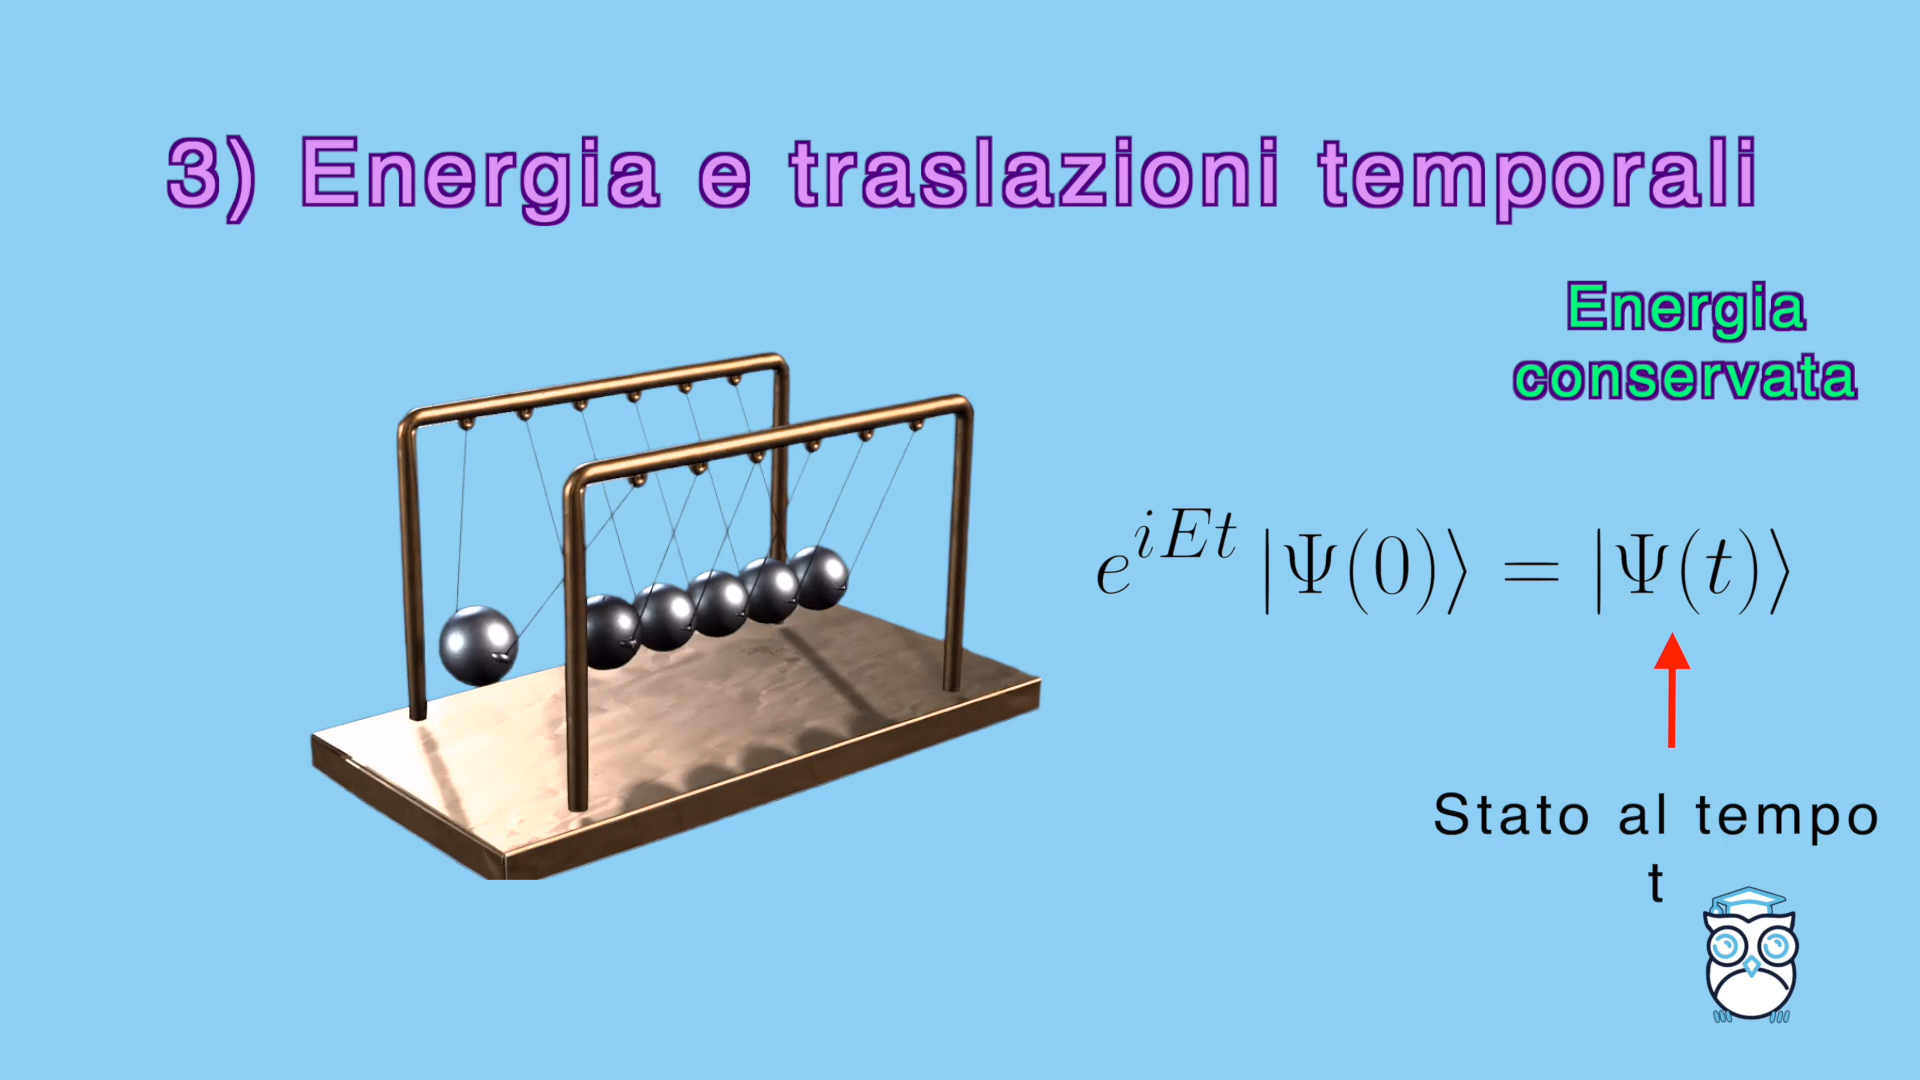 3) Energia e traslazioni temporali
Energia
conservata
e^{iEt} |Ψ(0)⟩ = |Ψ(t)⟩
Stato al tempo
t